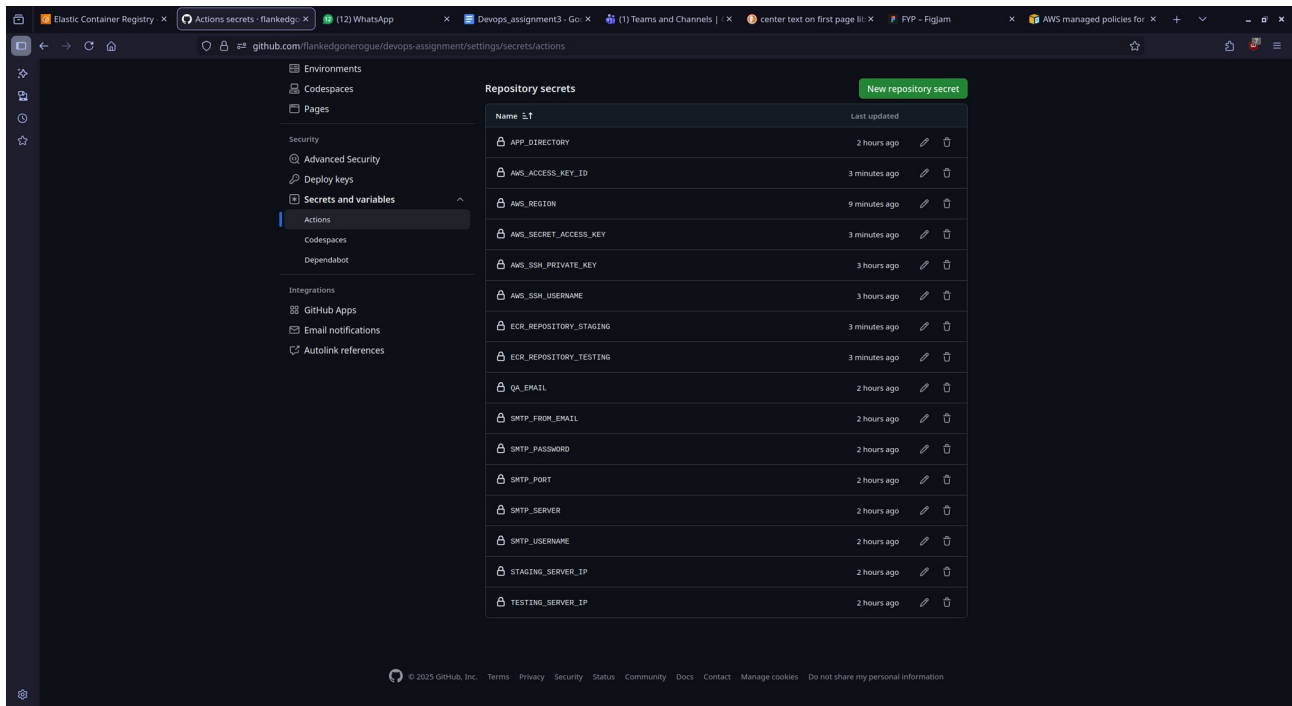 Elastic Container Registry
Actions secrets · flankedgo
(12) WhatsApp
Devops_assignment3 - Goo
(1) Teams and Channels |
center text on first page lib
FYP – FigJam
AWS managed policies for
github.com/flankedgonerogue/devops-assignment/settings/secrets/actions
Environments
Codespaces
Pages
Security
Advanced Security
Deploy keys
Secrets and variables
Actions
Codespaces
Dependabot
Integrations
GitHub Apps
Email notifications
Autolink references
Repository secrets
New repository secret
Name Last updated
APP_DIRECTORY 2 hours ago
AWS_ACCESS_KEY_ID 3 minutes ago
AWS_REGION 9 minutes ago
AWS_SECRET_ACCESS_KEY 3 minutes ago
AWS_SSH_PRIVATE_KEY 3 hours ago
AWS_SSH_USERNAME 3 hours ago
ECR_REPOSITORY_STAGING 3 minutes ago
ECR_REPOSITORY_TESTING 3 minutes ago
QA_EMAIL 2 hours ago
SMTP_FROM_EMAIL 2 hours ago
SMTP_PASSWORD 2 hours ago
SMTP_PORT 2 hours ago
SMTP_SERVER 2 hours ago
SMTP_USERNAME 2 hours ago
STAGING_SERVER_IP 2 hours ago
TESTING_SERVER_IP 2 hours ago
© 2025 GitHub, Inc. Terms Privacy Security Status Community Docs Contact Manage cookies Do not share my personal information